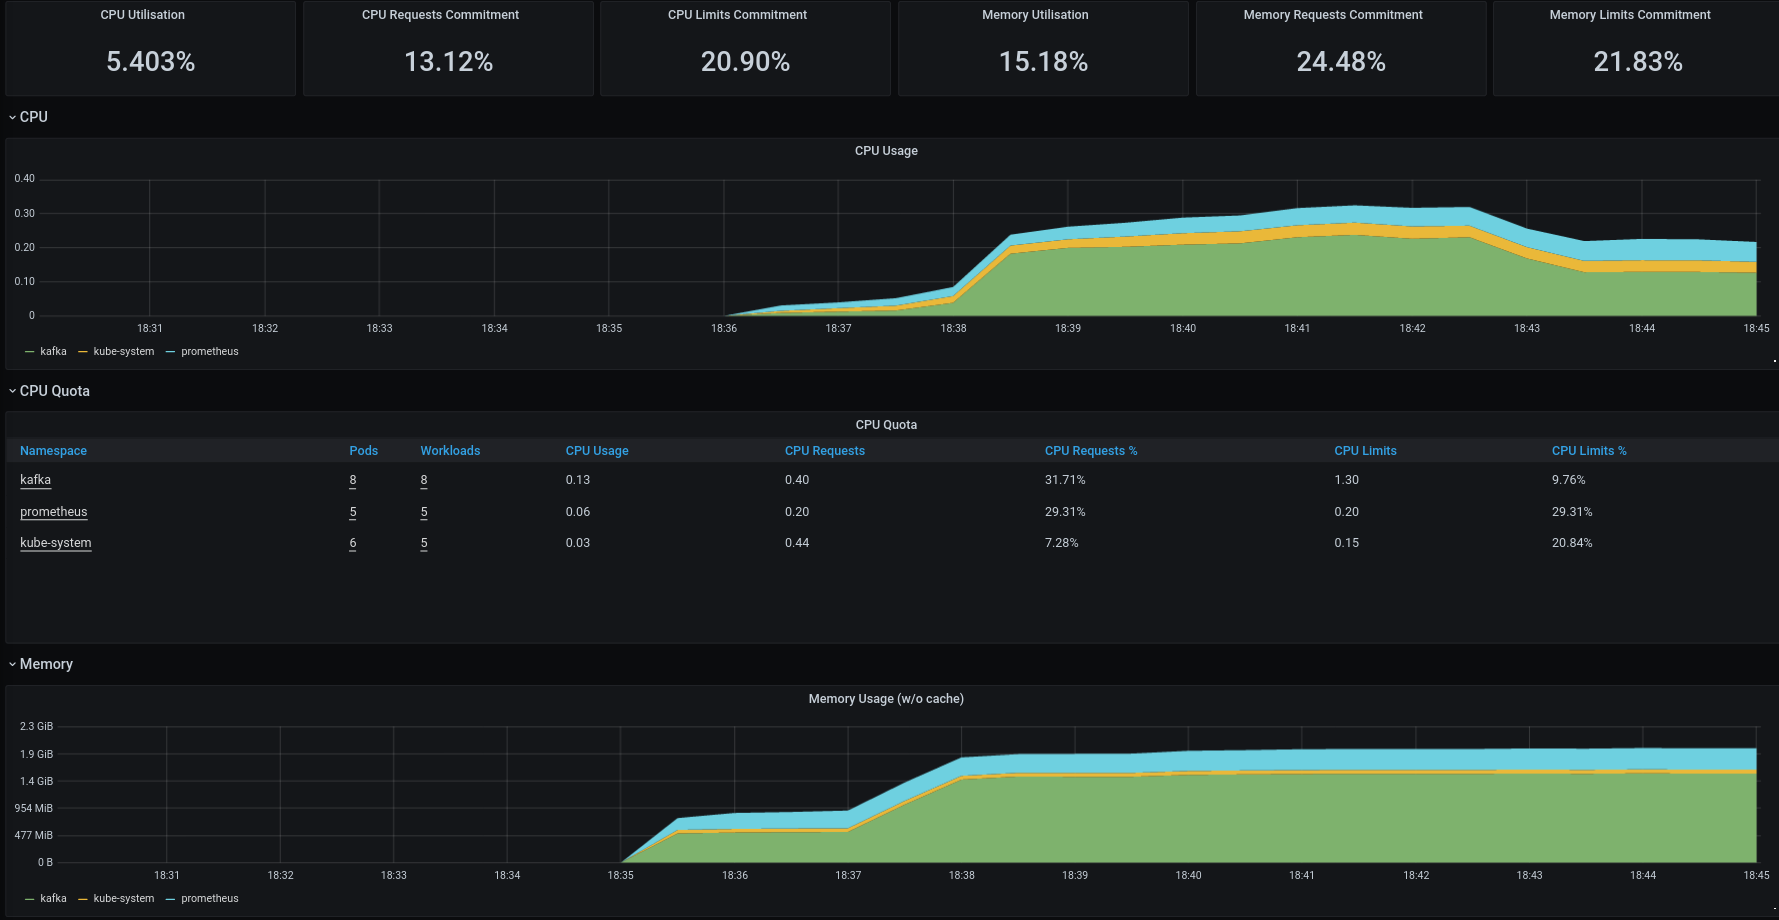 CPU Utilisation CPU Requests Commitment CPU Limits Commitment Memory Utilisation Memory Requests Commitment Memory Limits Commitment
5.403% 13.12% 20.90% 15.18% 24.48% 21.83%
CPU
CPU Usage
0.40
0.30
0.20
0.10
0
18:31 18:32 18:33 18:34 18:35 18:36 18:37 18:38 18:39 18:40 18:41 18:42 18:43 18:44 18:45
kafka kube-system prometheus
CPU Quota
CPU Quota
Namespace Pods Workloads CPU Usage CPU Requests CPU Requests % CPU Limits CPU Limits %
kafka 8 8 0.13 0.40 31.71% 1.30 9.76%
prometheus 5 5 0.06 0.20 29.31% 0.20 29.31%
kube-system 6 5 0.03 0.44 7.28% 0.15 20.84%
Memory
Memory Usage (w/o cache)
2.3 GiB
1.9 GiB
1.4 GiB
954 MiB
477 MiB
0 B
18:31 18:32 18:33 18:34 18:35 18:36 18:37 18:38 18:39 18:40 18:41 18:42 18:43 18:44 18:45
kafka kube-system prometheus